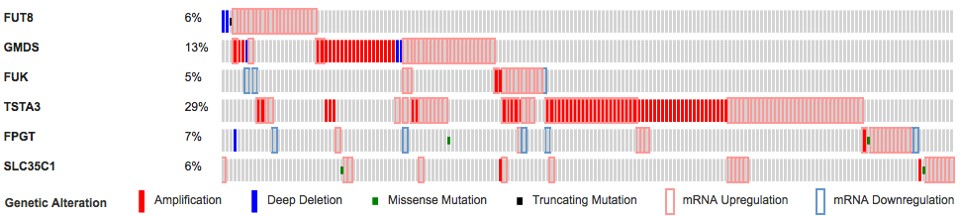 FUT8 6%
GMDS 13%
FUK 5%
TSTA3 29%
FPGT 7%
SLC35C1 6%
Genetic Alteration Amplification Deep Deletion Missense Mutation Truncating Mutation mRNA Upregulation mRNA Downregulation